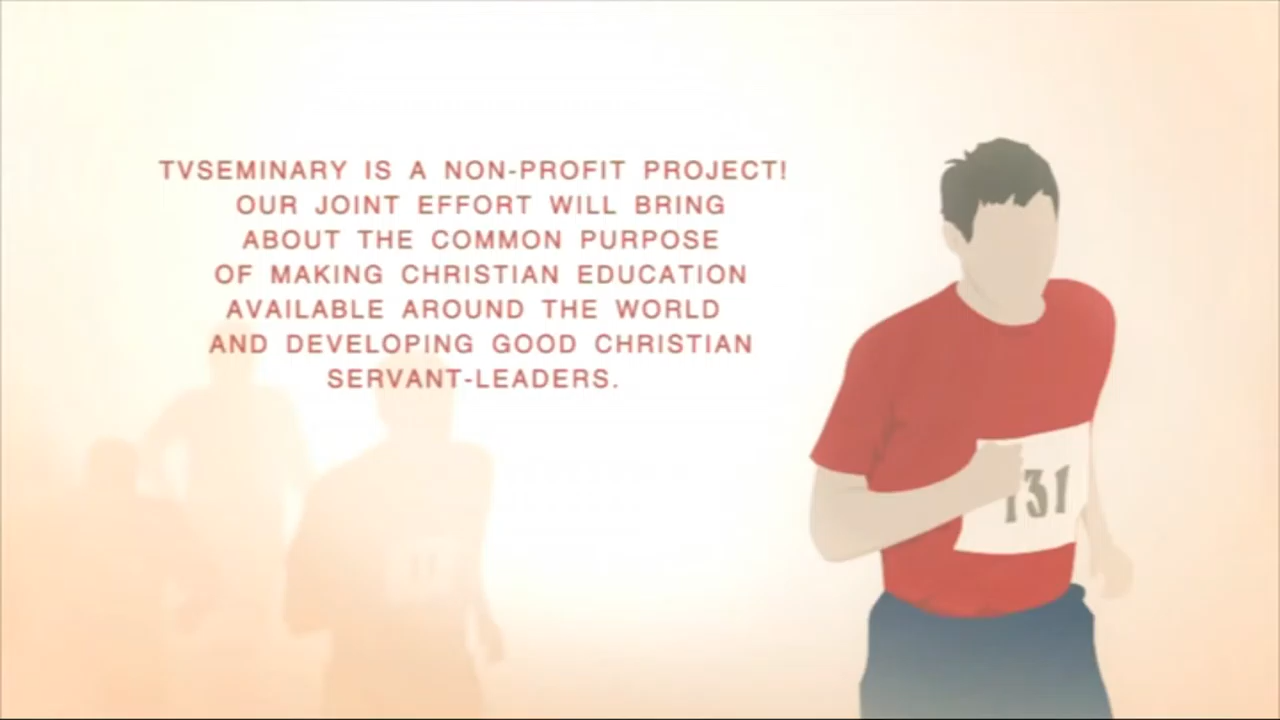 TVSEMINARY IS A NON-PROFIT PROJECT!
OUR JOINT EFFORT WILL BRING
ABOUT THE COMMON PURPOSE
OF MAKING CHRISTIAN EDUCATION
AVAILABLE AROUND THE WORLD
AND DEVELOPING GOOD CHRISTIAN
SERVANT-LEADERS.
131